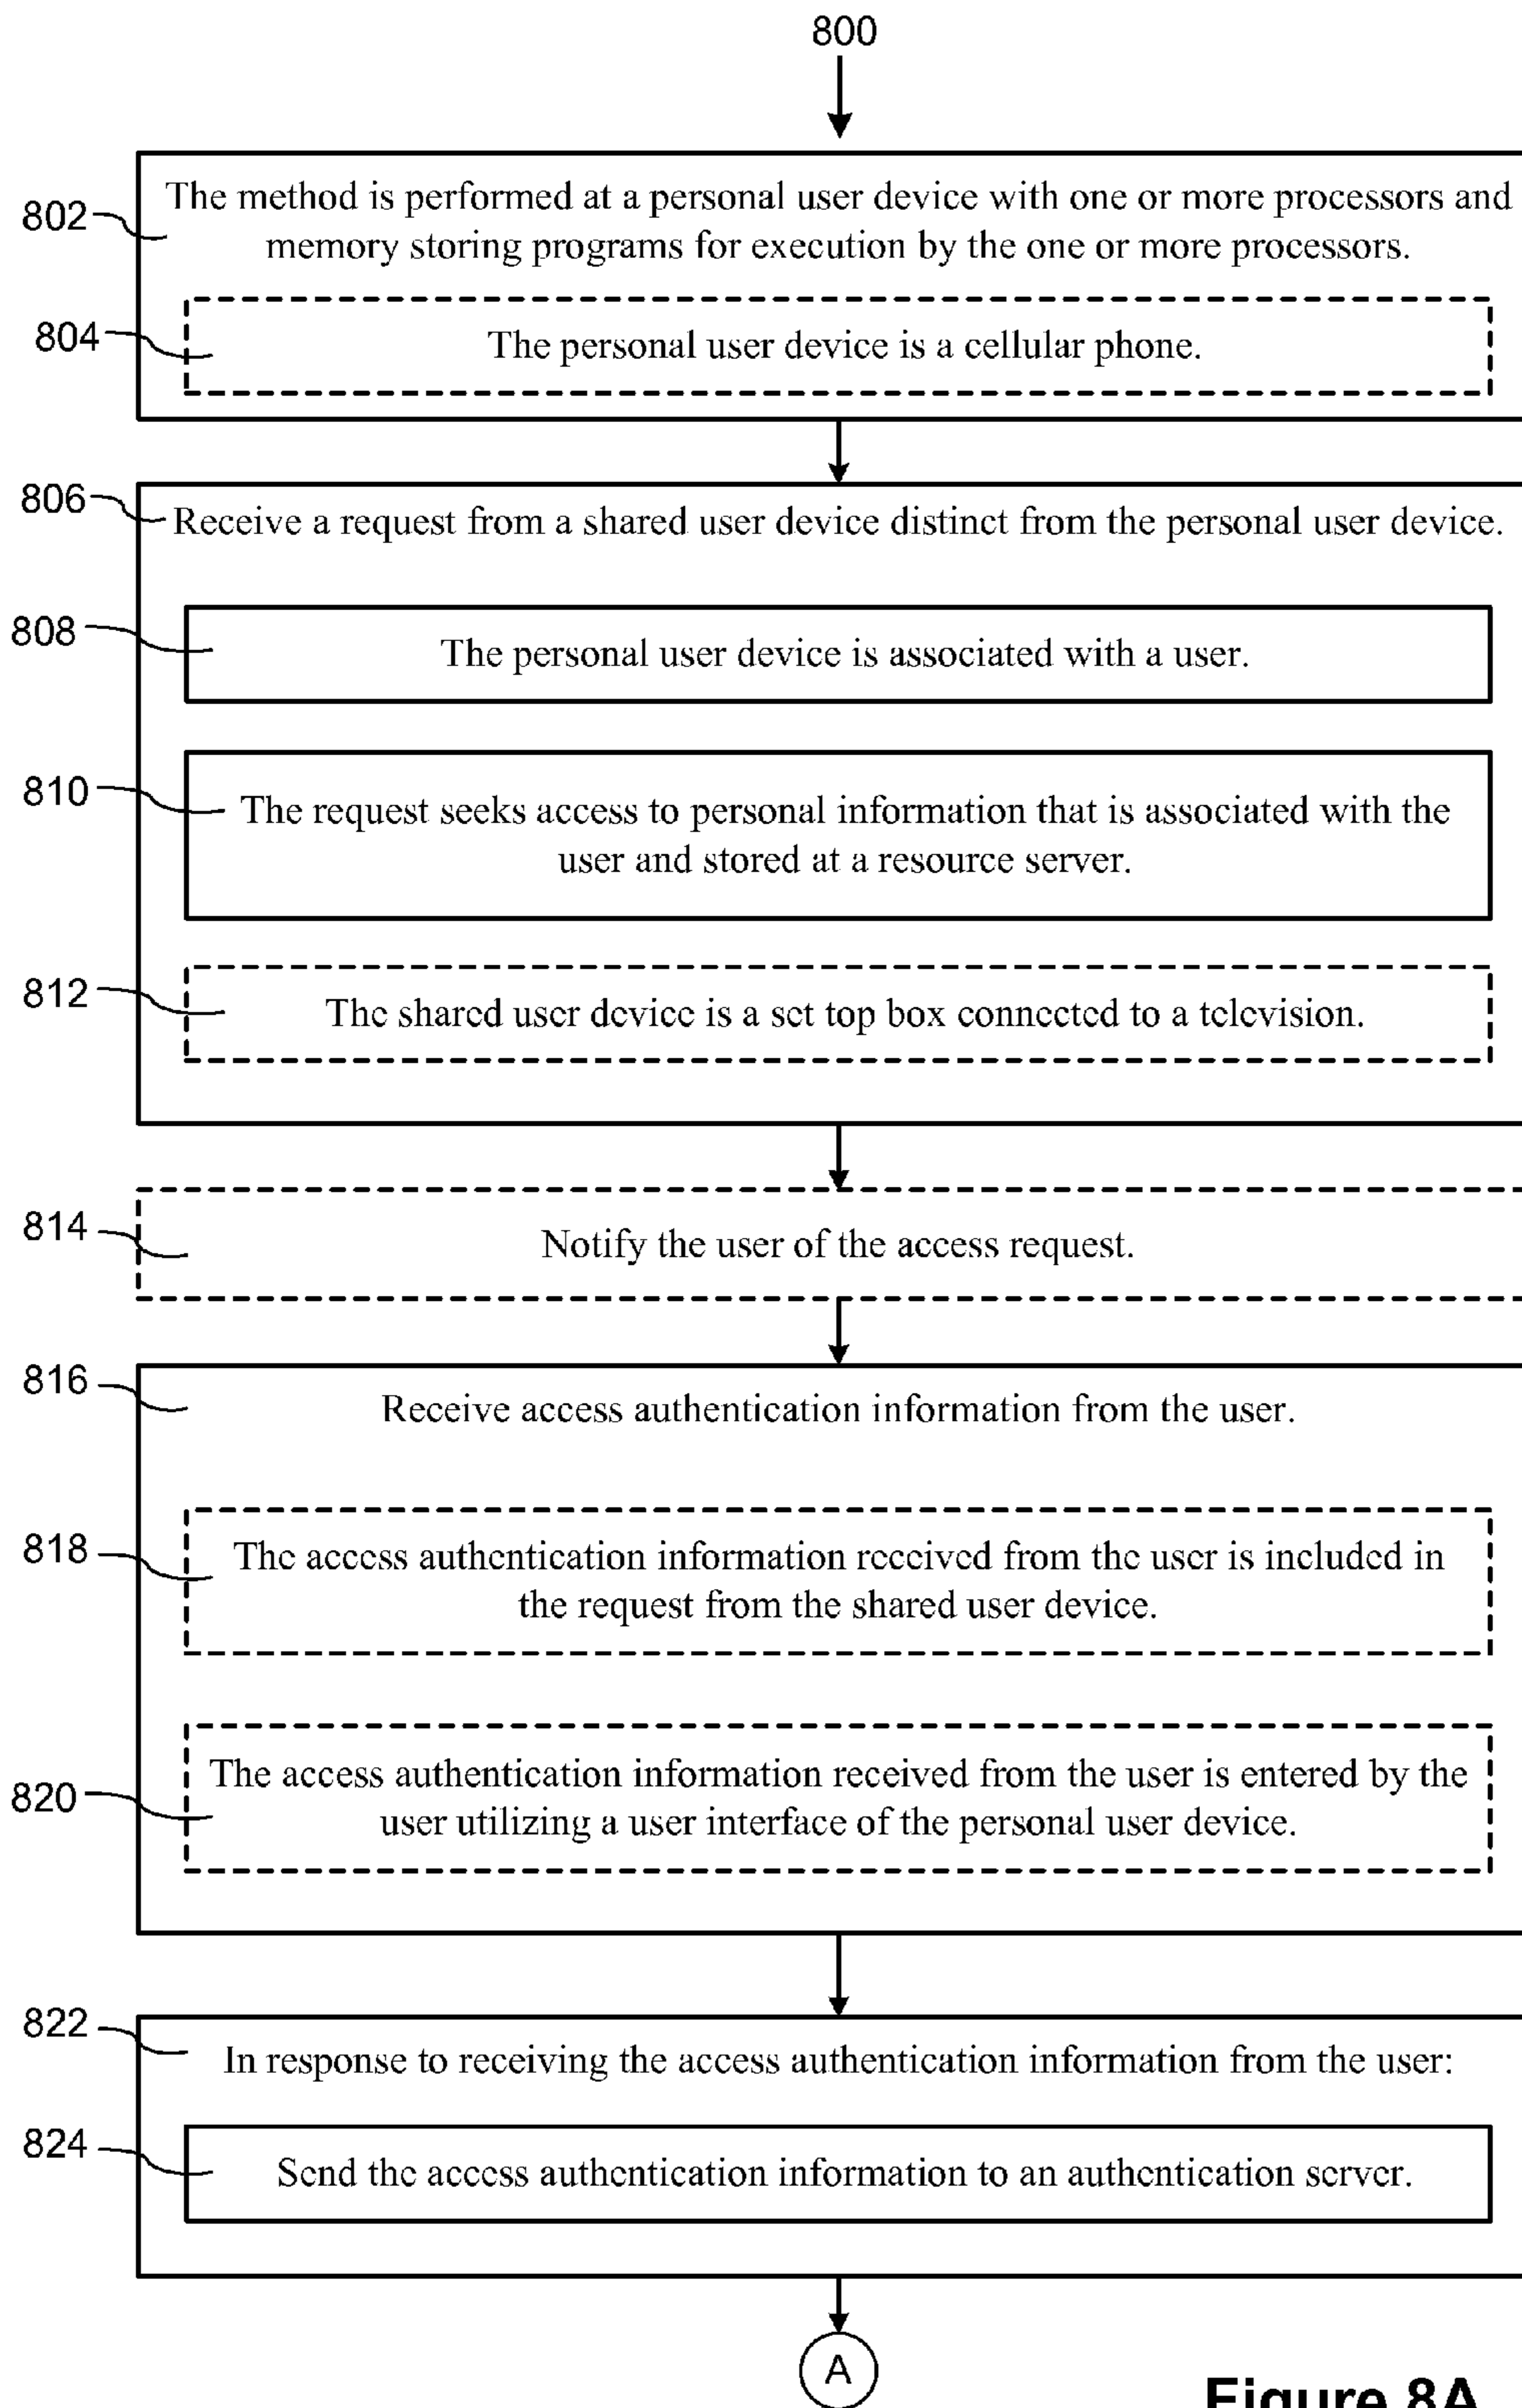 800
802
The method is performed at a personal user device with one or more processors and
memory storing programs for execution by the one or more processors.
804
The personal user device is a cellular phone.
806
Receive a request from a shared user device distinct from the personal user device.
808
The personal user device is associated with a user.
810
The request seeks access to personal information that is associated with the
user and stored at a resource server.
812
The shared user device is a set top box connected to a television.
814
Notify the user of the access request.
816
Receive access authentication information from the user.
818
The access authentication information received from the user is included in
the request from the shared user device.
820
The access authentication information received from the user is entered by the
user utilizing a user interface of the personal user device.
822
In response to receiving the access authentication information from the user:
824
Send the access authentication information to an authentication server.
A
Figure 8A